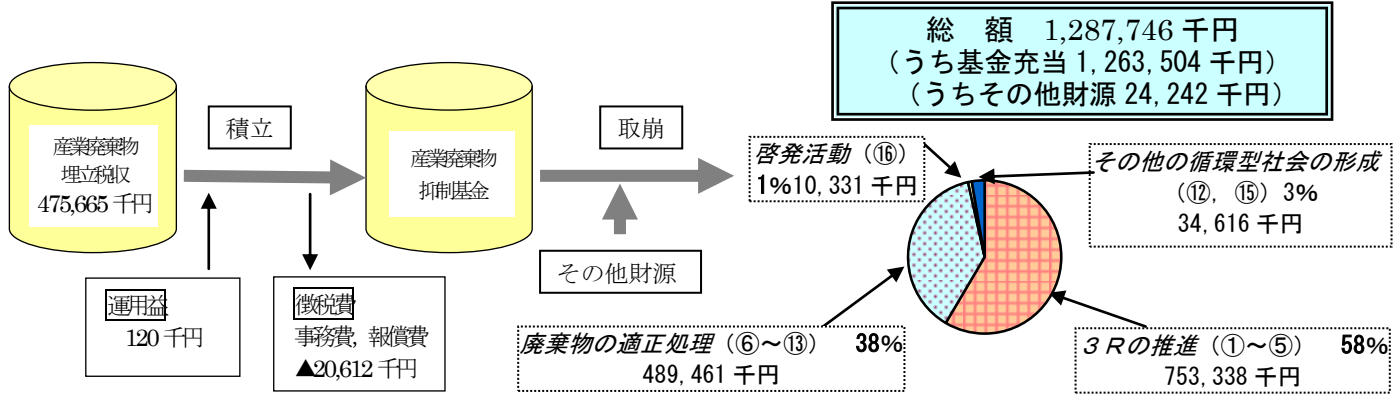 総　額　1,287,746 千円
（うち基金充当 1,263,504 千円）
（うちその他財源 24,242 千円）
産業廃棄物
埋立税収
475,665 千円
積立
産業廃棄物
抑制基金
取崩
その他財源
運用益
120 千円
徴税費
事務費，報償費
▲20,612 千円
啓発活動（⑯）
1%10,331 千円
その他の循環型社会の形成
（⑫，⑮）3%
34,616 千円
廃棄物の適正処理（⑥～⑬）　38%
489,461 千円
３Ｒの推進（①～⑤）　58%
753,338 千円